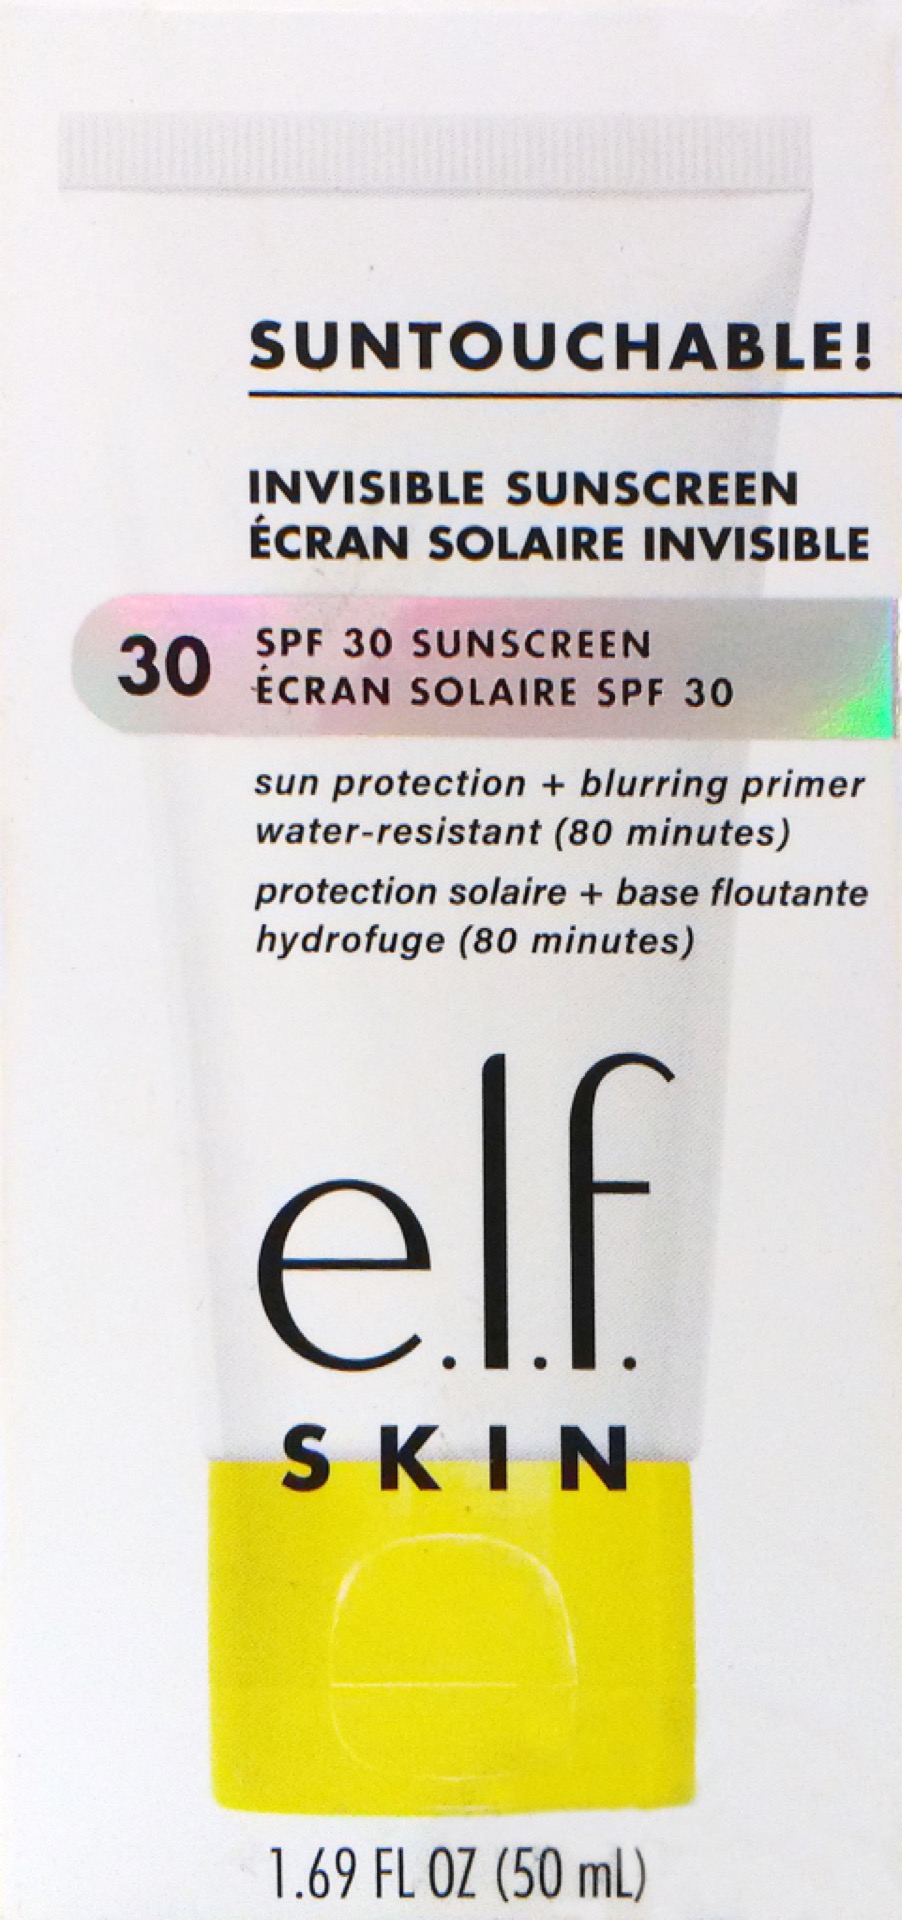 SUNTOUCHABLE!
INVISIBLE SUNSCREEN
ÉCRAN SOLAIRE INVISIBLE
30
SPF 30 SUNSCREEN
ÉCRAN SOLAIRE SPF 30
sun protection + blurring primer
water-resistant (80 minutes)
protection solaire + base floutante
hydrofuge (80 minutes)
e.l.f.
SKIN
1.69 FL OZ (50 mL)